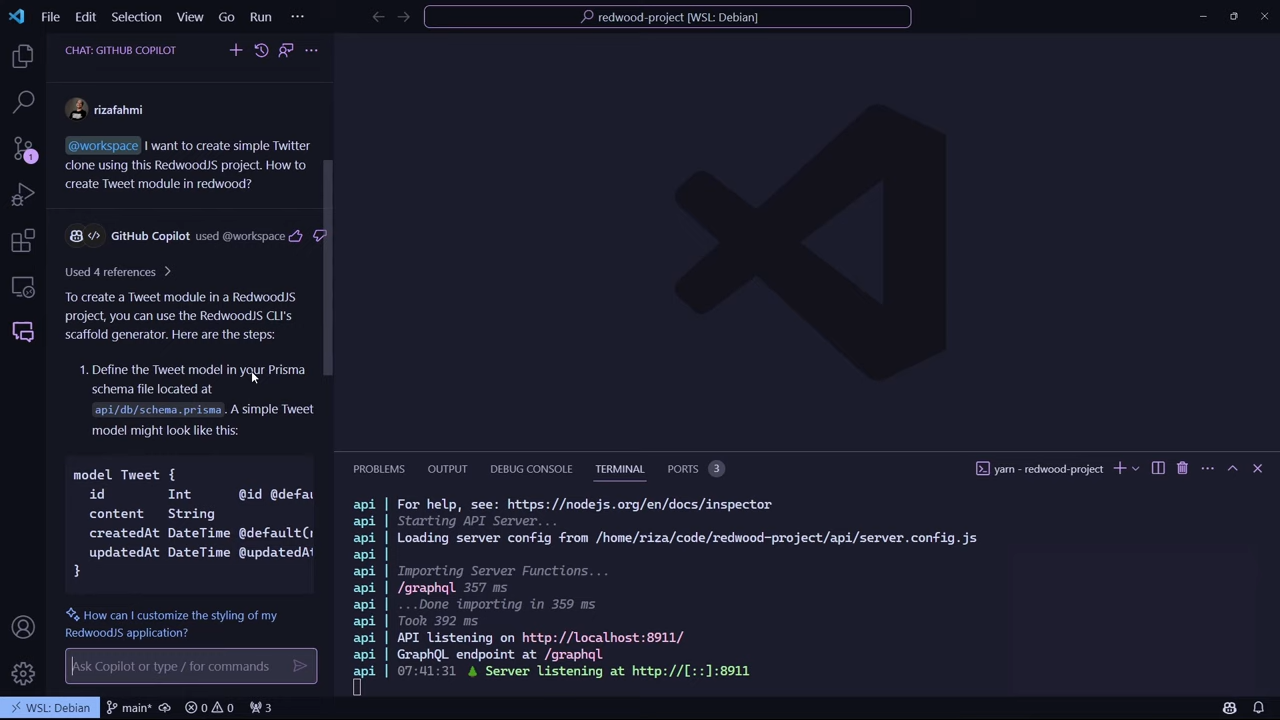 File Edit Selection View Go Run ···
redwood-project [WSL: Debian]
CHAT: GITHUB COPILOT
rizafahmi
@workspace I want to create simple Twitter
clone using this RedwoodJS project. How to
create Tweet module in redwood?
GitHub Copilot used @workspace
Used 4 references
To create a Tweet module in a RedwoodJS
project, you can use the RedwoodJS CLI's
scaffold generator. Here are the steps:
1. Define the Tweet model in your Prisma
schema file located at
api/db/schema.prisma. A simple Tweet
model might look like this:
model Tweet {
id Int @id @defau
content String
createdAt DateTime @default(
updatedAt DateTime @updatedA
}
How can I customize the styling of my
RedwoodJS application?
Ask Copilot or type / for commands
1
PROBLEMS OUTPUT DEBUG CONSOLE TERMINAL PORTS 3
yarn - redwood-project
api | For help, see: https://nodejs.org/en/docs/inspector
api | Starting API Server...
api | Loading server config from /home/riza/code/redwood-project/api/server.config.js
api |
api | Importing Server Functions...
api | /graphql 357 ms
api | ...Done importing in 359 ms
api | Took 392 ms
api | API listening on http://localhost:8911/
api | GraphQL endpoint at /graphql
api | 07:41:31 🌲 Server listening at http://[::]:8911
WSL: Debian main* 0 0 3